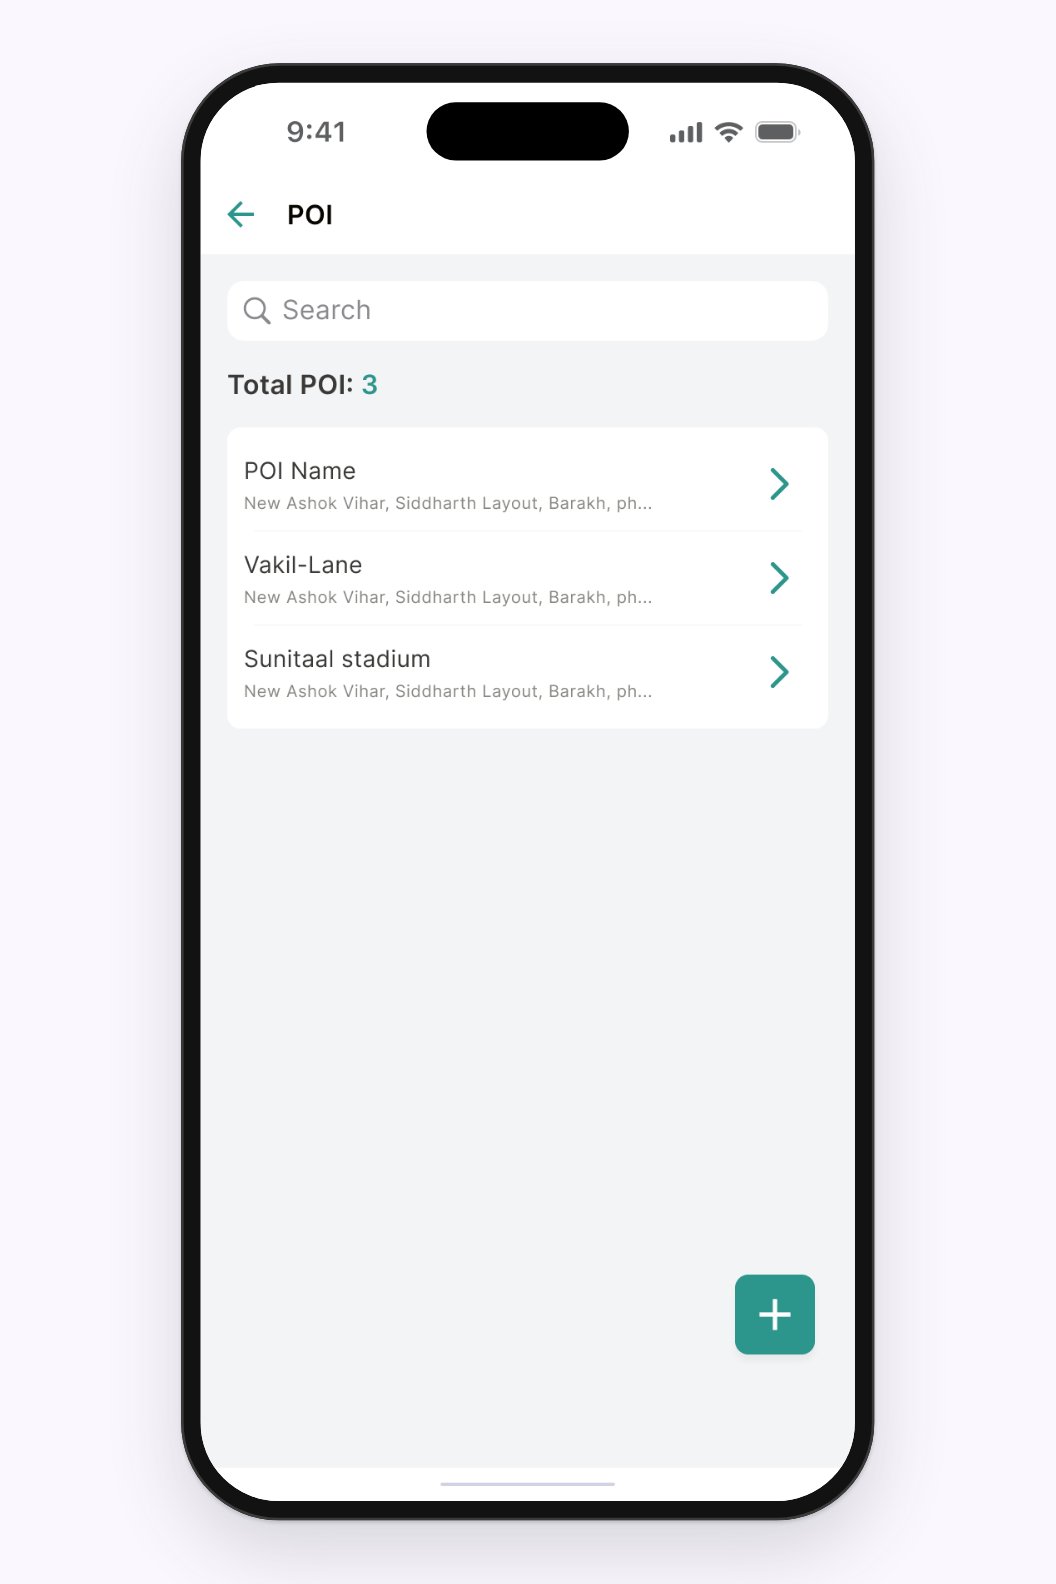 9:41
POI
Search
Total POI: 3
POI Name
New Ashok Vihar, Siddharth Layout, Barakh, ph...
Vakil-Lane
New Ashok Vihar, Siddharth Layout, Barakh, ph...
Sunitaal stadium
New Ashok Vihar, Siddharth Layout, Barakh, ph...